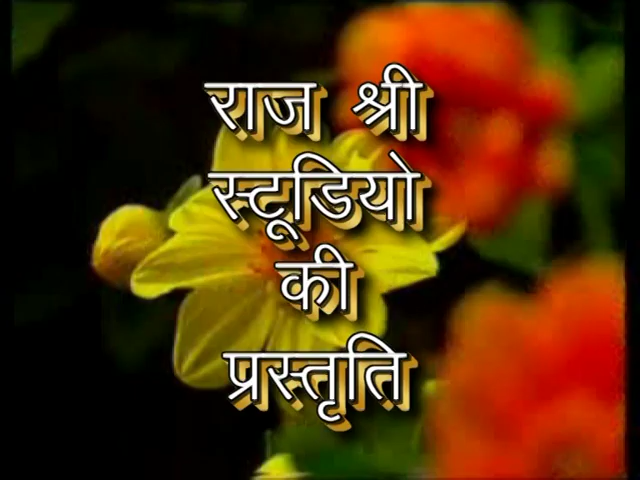 राज श्री
स्टूडियो
की
प्रस्तृति